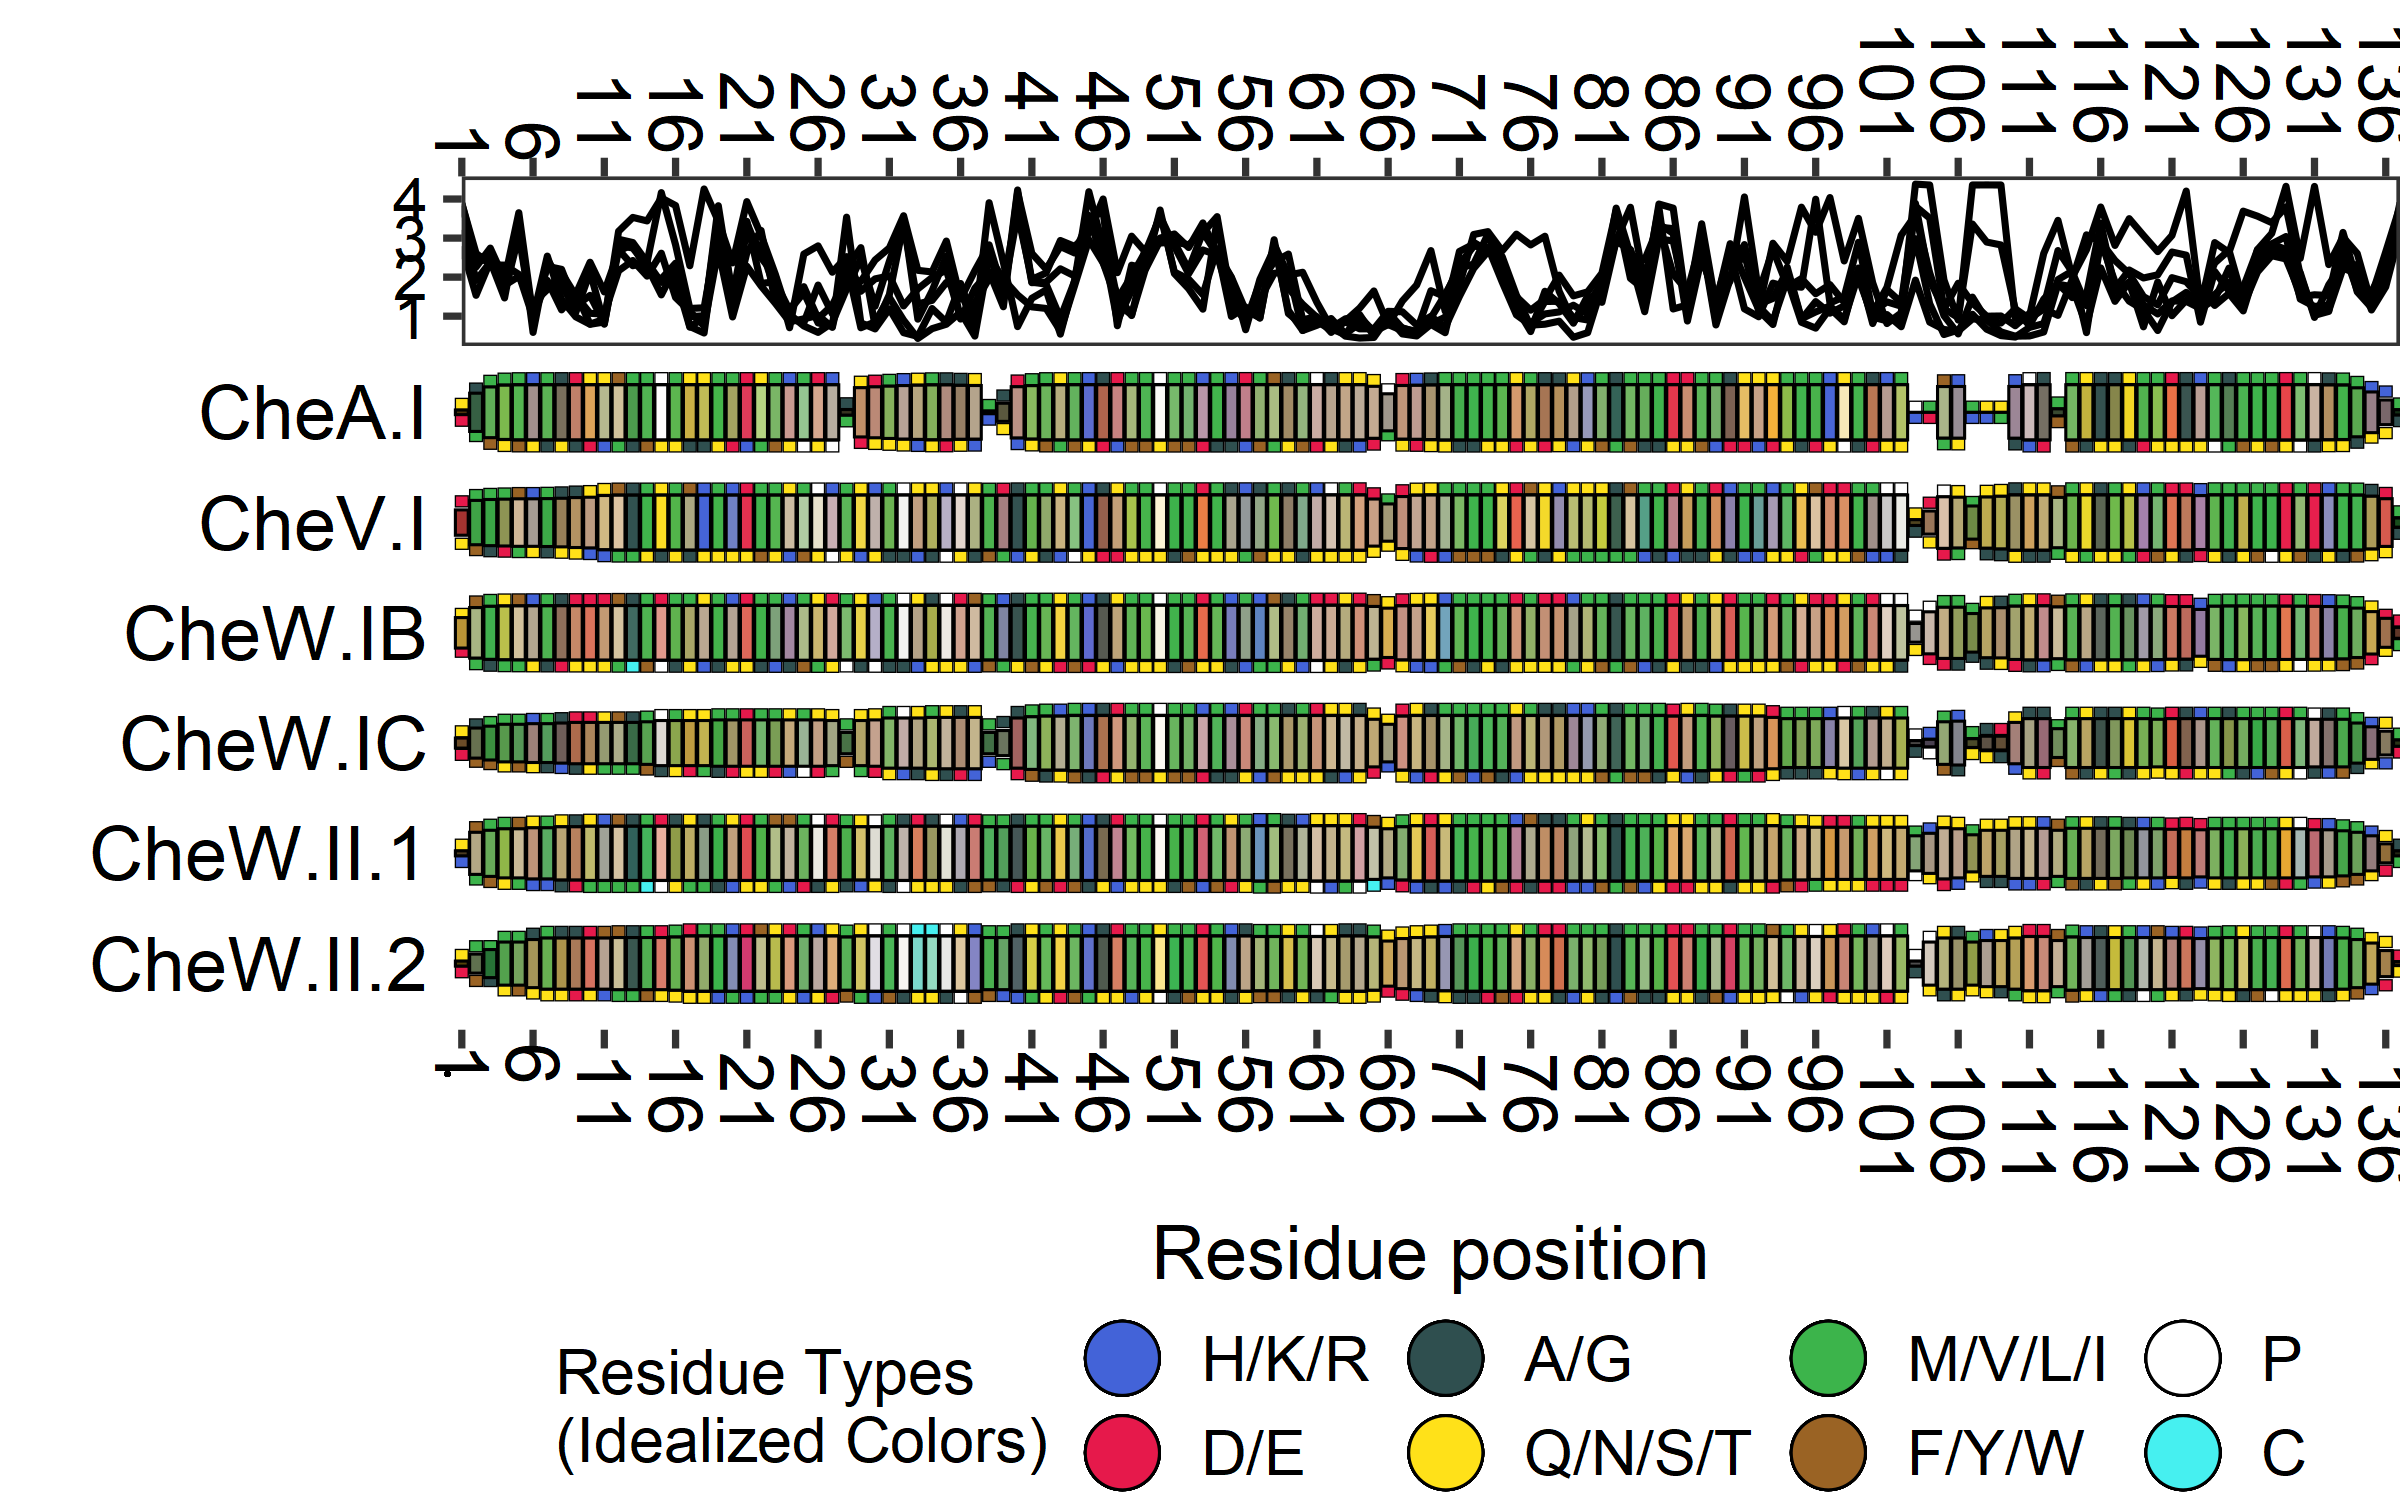 1 6 11 16 21 26 31 36 41 46 51 56 61 66 71 76 81 86 91 96 101 106 111 116 121 126 131 136
4
3
3
2
1
CheA.I
CheV.I
CheW.IB
CheW.IC
CheW.II.1
CheW.II.2
1 6 11 16 21 26 31 36 41 46 51 56 61 66 71 76 81 86 91 96 101 106 111 116 121 126 131 136
Residue position
Residue Types
(Idealized Colors)
H/K/R A/G M/V/L/I P
D/E Q/N/S/T F/Y/W C